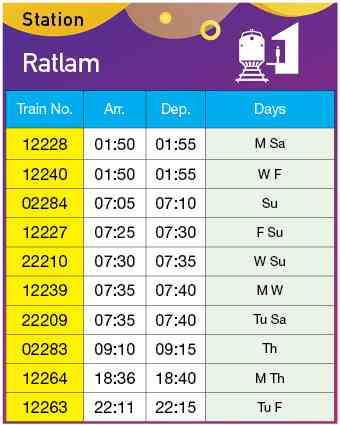 Station
Ratlam
Train No. Arr. Dep. Days
12228 01:50 01:55 M Sa
12240 01:50 01:55 W F
02284 07:05 07:10 Su
12227 07:25 07:30 F Su
22210 07:30 07:35 W Su
12239 07:35 07:40 M W
22209 07:35 07:40 Tu Sa
02283 09:10 09:15 Th
12264 18:36 18:40 M Th
12263 22:11 22:15 Tu F